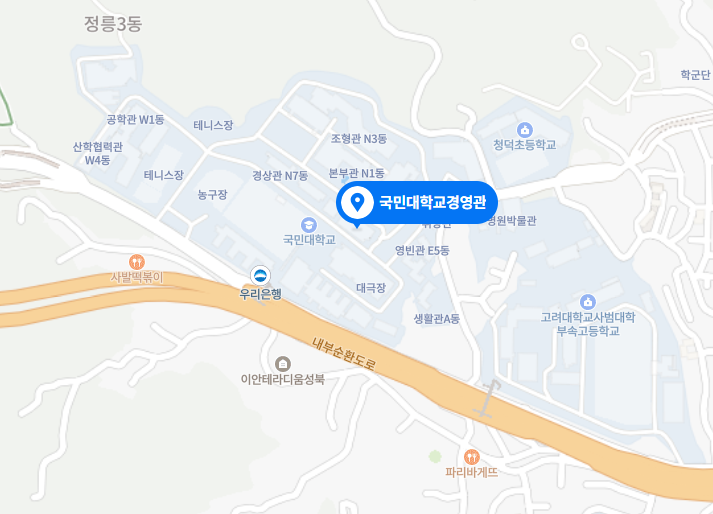 정릉3동
학군단
공학관 W1동
테니스장
조형관 N3동
청덕초등학교
산학협력관
W4동
테니스장
경상관 N7동
본부관 N1동
농구장
국민대학교경영관
명원박물관
국민대학교
영빈관 E5동
사발떡볶이
우리은행
대극장
생활관A동
고려대학교사범대학
부속고등학교
내부순환도로
이안테라디움성북
파리바게뜨